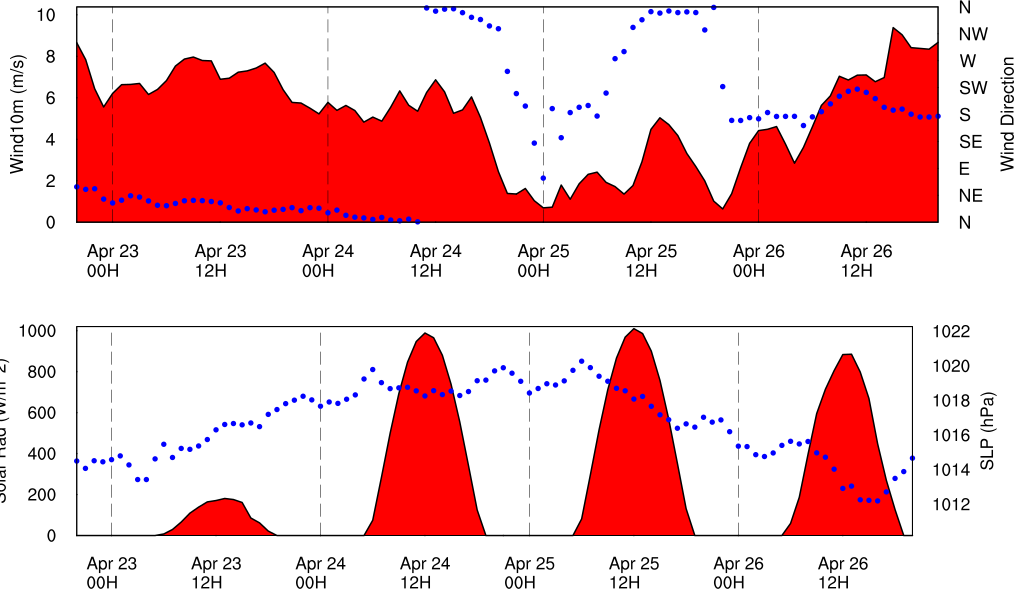 10
8
6
4
2
0
Wind10m (m/s)
N
NW
W
SW
S
SE
E
NE
N
Wind Direction
Apr 23 Apr 23 Apr 24 Apr 24 Apr 25 Apr 25 Apr 26 Apr 26
00H 12H 00H 12H 00H 12H 00H 12H
1000
800
600
400
200
0
Solar Rad (W/m^2)
1022
1020
1018
1016
1014
1012
SLP (hPa)
Apr 23 Apr 23 Apr 24 Apr 24 Apr 25 Apr 25 Apr 26 Apr 26
00H 12H 00H 12H 00H 12H 00H 12H